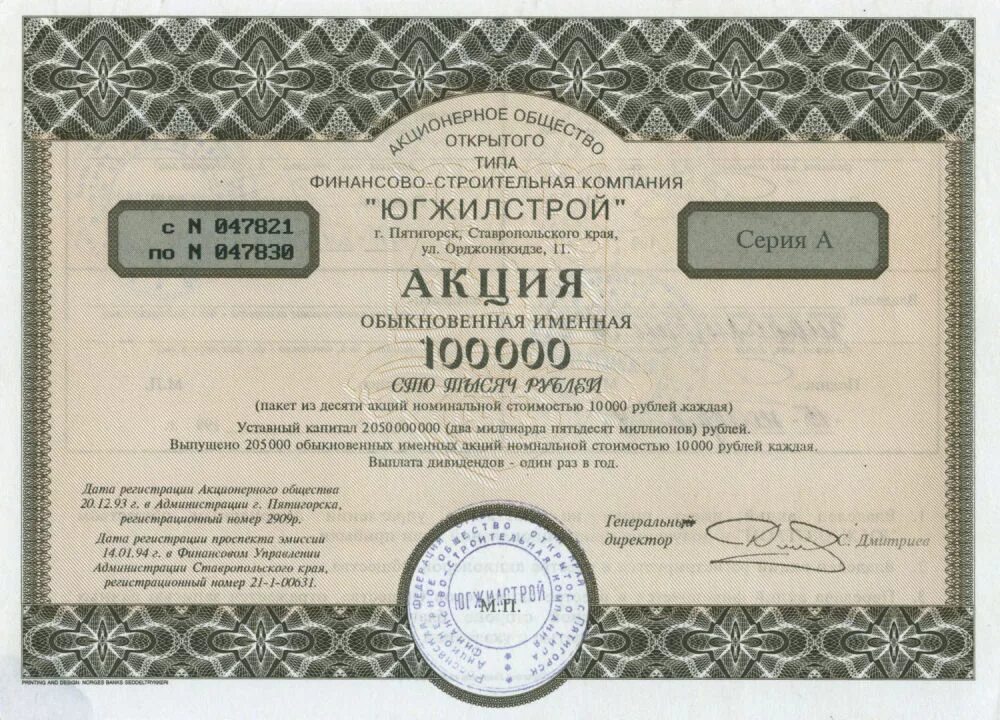 АКЦИОНЕРНОЕ ОБЩЕСТВО
ОТКРЫТОГО
ТИПА
ФИНАНСОВО-СТРОИТЕЛЬНАЯ КОМПАНИЯ
"ЮГЖИЛСТРОЙ"
г. Пятигорск, Ставропольского края,
ул. Орджоникидзе, 11.
с N 047821
по N 047830
Серия А
АКЦИЯ
ОБЫКНОВЕННАЯ ИМЕННАЯ
100000
СТО ТЫСЯЧ РУБЛЕЙ
(пакет из десяти акций номинальной стоимостью 10000 рублей каждая)
Уставный капитал 2050000000 (два миллиарда пятьдесят миллионов) рублей.
Выпущено 205000 обыкновенных именных акций номнальной стоимостью 10000 рублей каждая.
Выплата дивидендов - один раз в год.
Дата регистрации Акционерного общества
20.12.93 г. в Администрации г. Пятигорска,
регистрационный номер 2909р.
Дата регистрации проспекта эмиссии
14.01.94 г. в Финансовом Управлении
Администрации Ставропольского края,
регистрационный номер 21-1-00631.
Генеральный
директор
С. Дмитриев
ЮГЖИЛСТРОЙ
М.П.
PRINTING AND DESIGN: NORGES BANKS SEDDELTRYKKERI